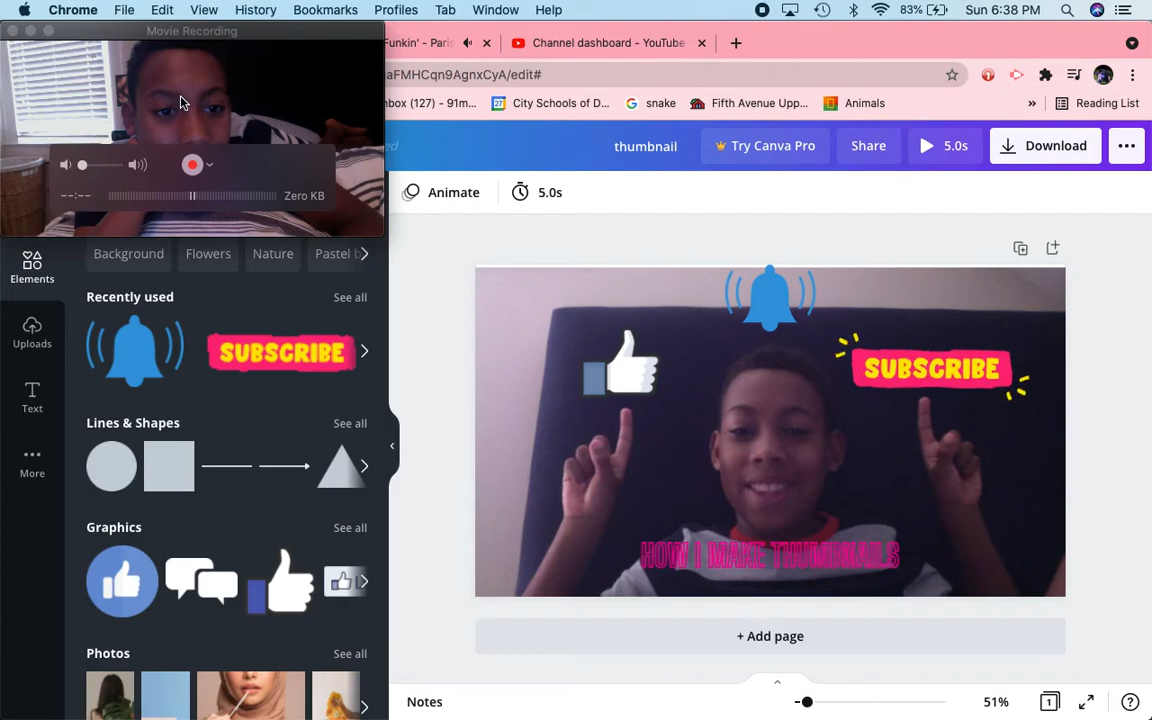 Chrome File Edit View History Bookmarks Profiles Tab Window Help 83% Sun 6:38 PM
Movie Recording
Funkin' - Paris Channel dashboard - YouTube
aFMHCqn9AgnxCyA/edit#
nbox (127) - 91m... City Schools of D... snake Fifth Avenue Upp... Animals » Reading List
thumbnail Try Canva Pro Share 5.0s Download
--:-- Zero KB
Animate 5.0s
Elements
Uploads
Text
More
Background Flowers Nature Pastel b
Recently used See all
SUBSCRIBE
Lines & Shapes See all
Graphics See all
Photos See all
SUBSCRIBE
HOW I MAKE THUMBNAILS
+ Add page
Notes 51% 1